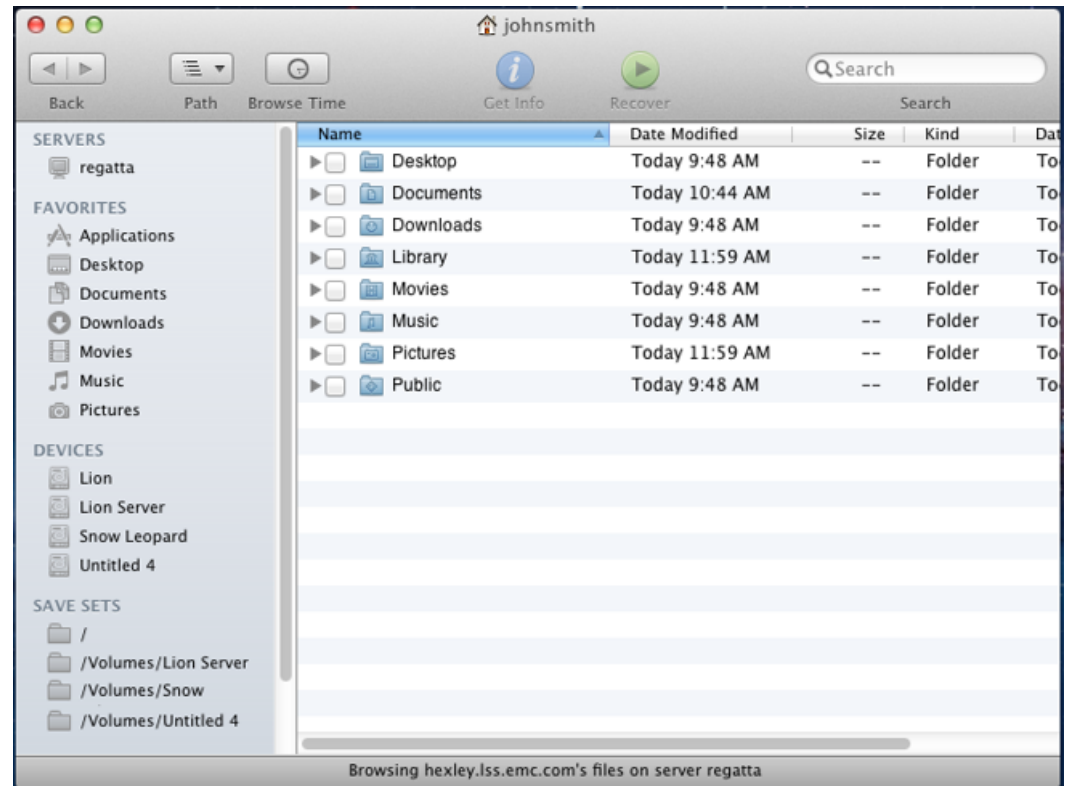 johnsmith
Back Path Browse Time Get Info Recover Search
Search
SERVERS
regatta
FAVORITES
Applications
Desktop
Documents
Downloads
Movies
Music
Pictures
DEVICES
Lion
Lion Server
Snow Leopard
Untitled 4
SAVE SETS
/
/Volumes/Lion Server
/Volumes/Snow
/Volumes/Untitled 4
Name Date Modified Size Kind
Desktop Today 9:48 AM -- Folder
Documents Today 10:44 AM -- Folder
Downloads Today 9:48 AM -- Folder
Library Today 11:59 AM -- Folder
Movies Today 9:48 AM -- Folder
Music Today 9:48 AM -- Folder
Pictures Today 11:59 AM -- Folder
Public Today 9:48 AM -- Folder
Browsing hexley.lss.emc.com's files on server regatta